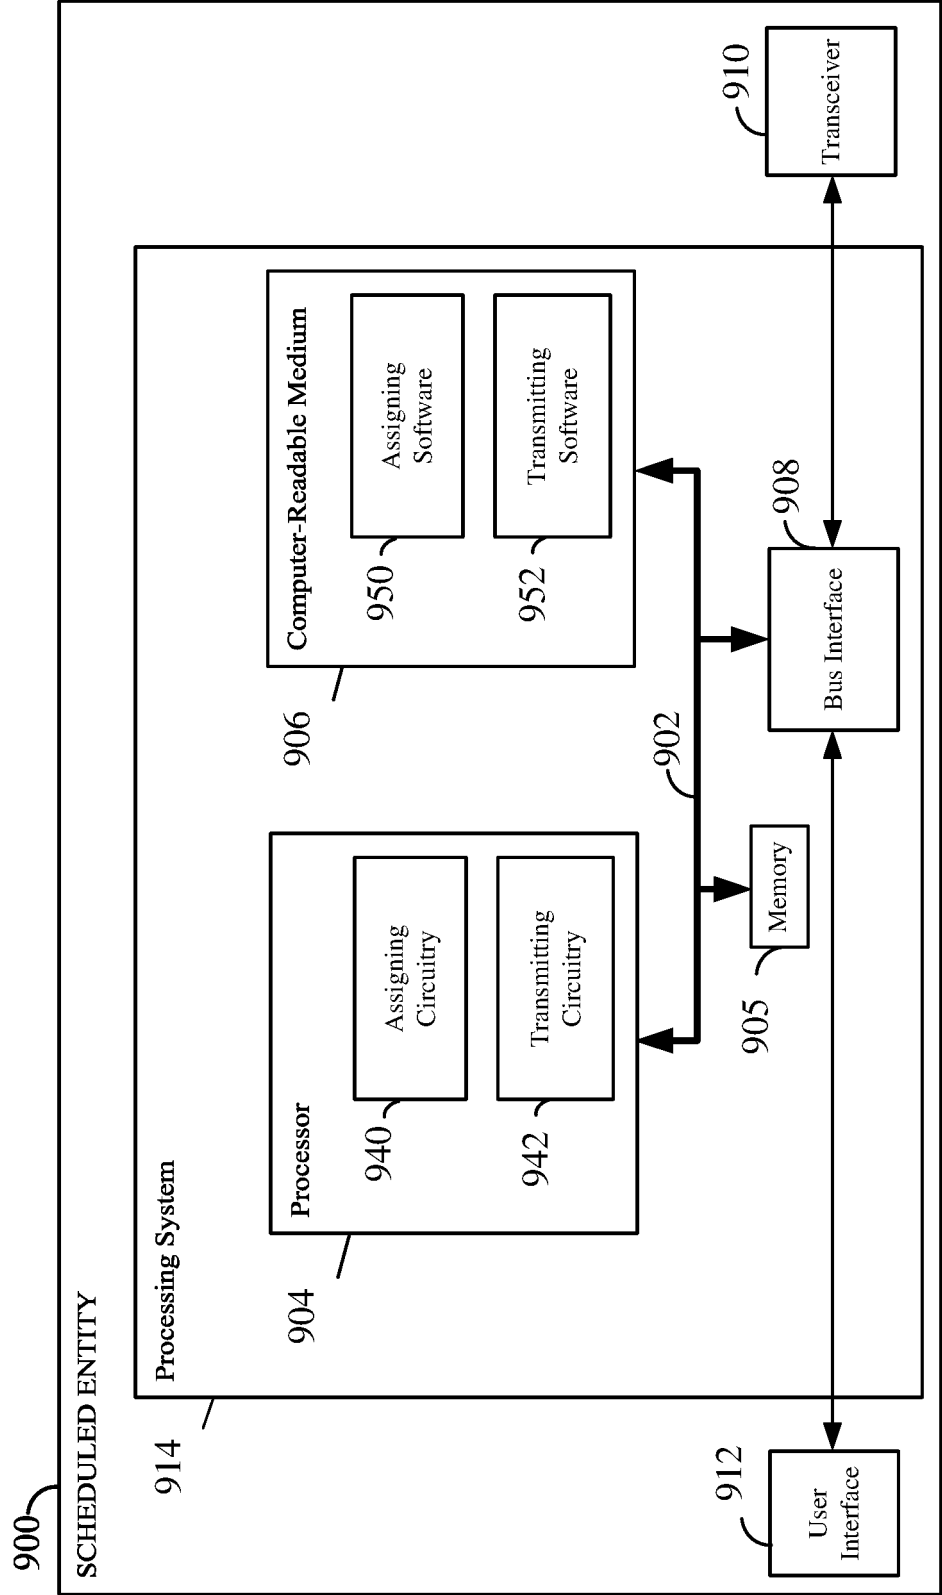 900
SCHEDULED ENTITY
914
Processing System
904
Processor
940
Assigning
Circuitry
942
Transmitting
Circuitry
906
Computer-Readable Medium
950
Assigning
Software
952
Transmitting
Software
902
905
Memory
908
Bus Interface
912
User
Interface
910
Transceiver